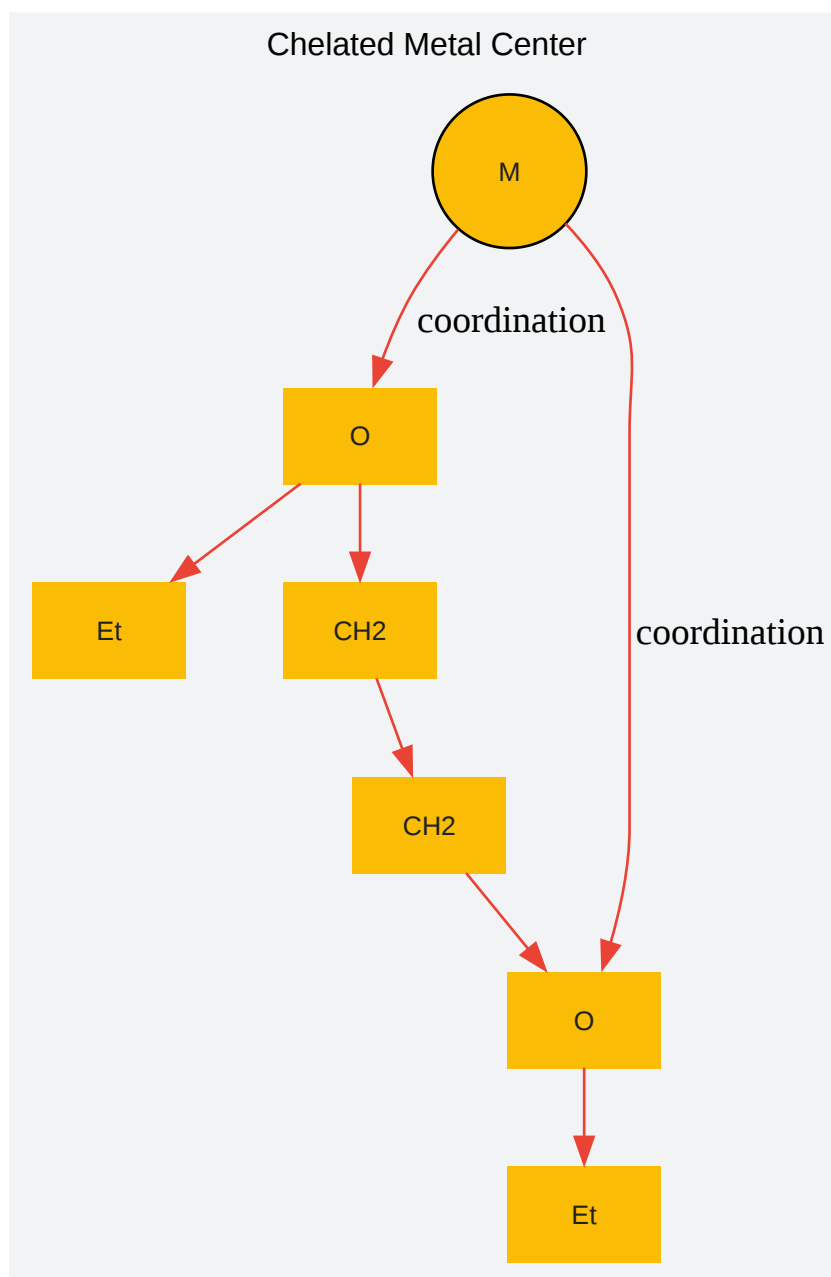 Chelated Metal Center
M
coordination
O
Et
CH2
coordination
CH2
O
Et